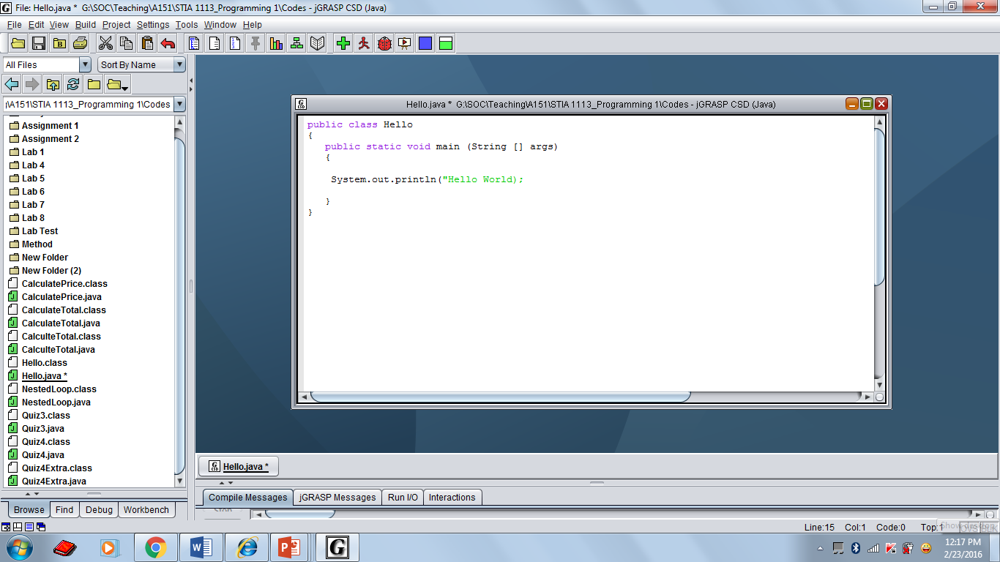 File: Hello.java * G:\SOC\Teaching\A151\STIA 1113_Programming 1\Codes - jGRASP CSD (Java)
File Edit View Build Project Settings Tools Window Help
All Files Sort By Name
\A151\STIA 1113_Programming 1\Codes
Assignment 1
Assignment 2
Lab 1
Lab 4
Lab 5
Lab 6
Lab 7
Lab 8
Lab Test
Method
New Folder
New Folder (2)
CalculatePrice.class
CalculatePrice.java
CalculateTotal.class
CalculateTotal.java
CalculteTotal.class
CalculteTotal.java
Hello.class
Hello.java *
NestedLoop.class
NestedLoop.java
Quiz3.class
Quiz3.java
Quiz4.class
Quiz4.java
Quiz4Extra.class
Quiz4Extra.java
Browse Find Debug Workbench
Hello.java * G:\SOC\Teaching\A151\STIA 1113_Programming 1\Codes - jGRASP CSD (Java)
public class Hello
{
public static void main (String [] args)
{
System.out.println("Hello World);
}
}
Hello.java *
Compile Messages jGRASP Messages Run I/O Interactions
Line:15 Col:1 Code:0 Top:1
Show desktop
OVS BLK
12:17 PM
2/23/2016